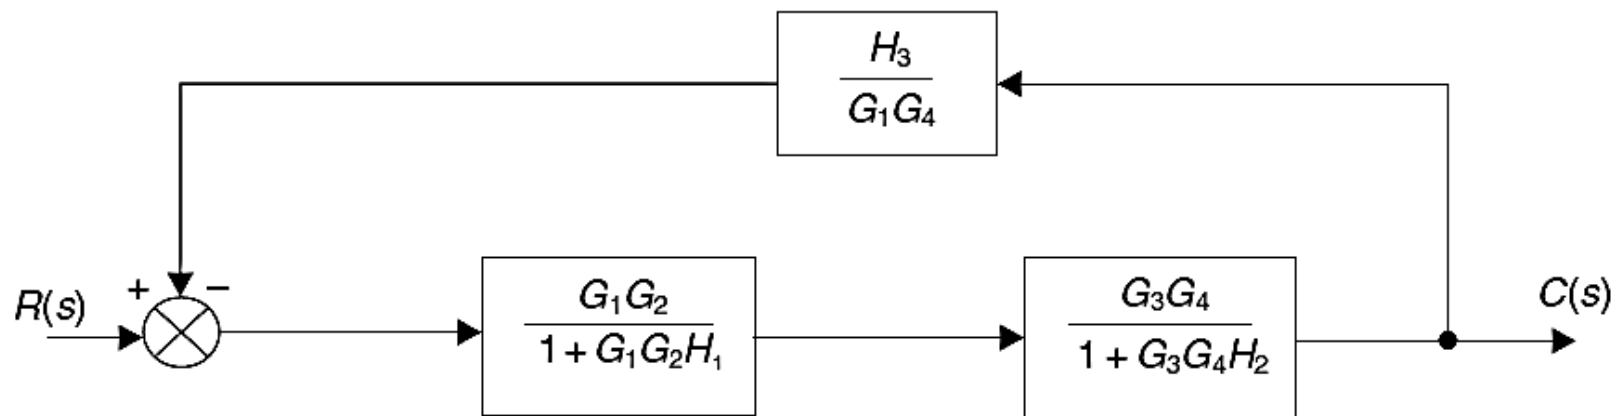 H₃
G₁G₄
+ −
R(s)
G₁G₂
1 + G₁G₂H₁
G₃G₄
1 + G₃G₄H₂
C(s)